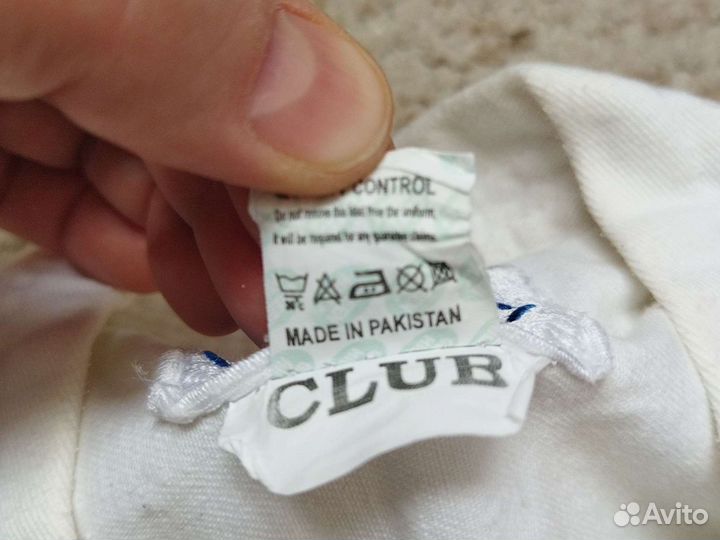 CONTROL
Do not remove this label from the uniform,
It will be required for any guarantee claims.
MADE IN PAKISTAN
CLUB
Avito